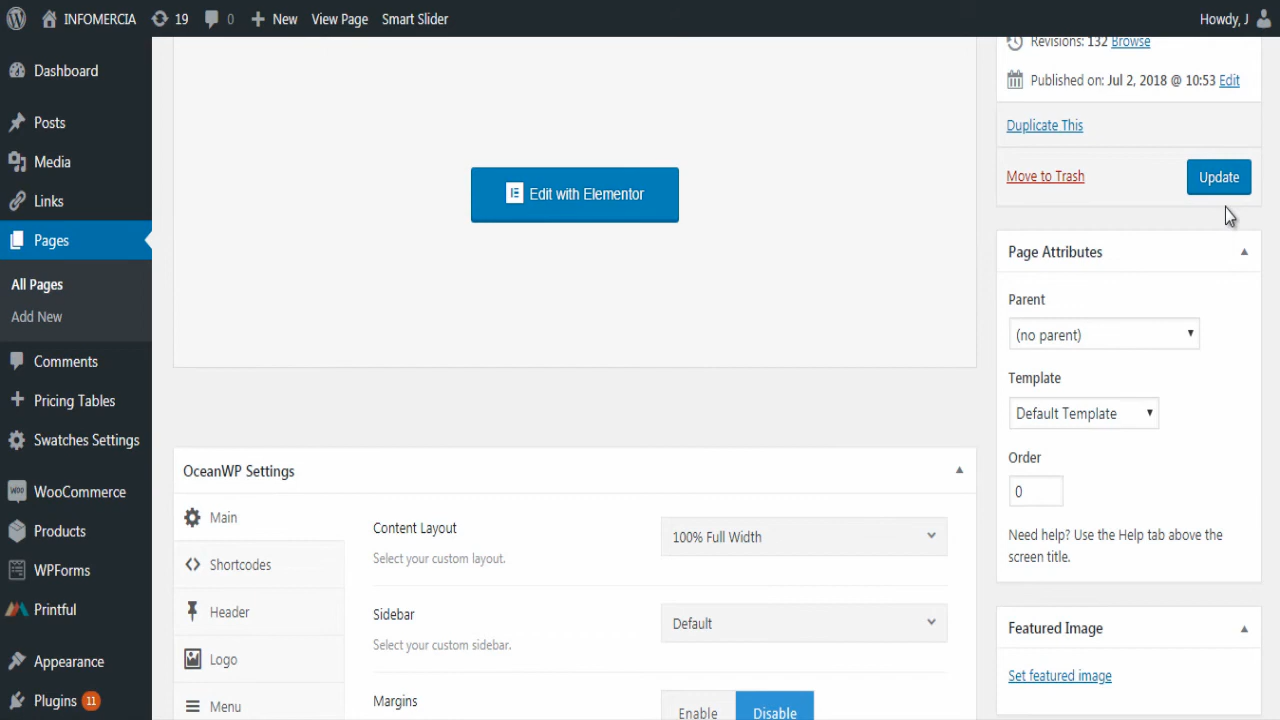 INFOMERCIA
19
0
New
View Page
Smart Slider
Howdy, J
Dashboard
Posts
Media
Links
Pages
All Pages
Add New
Comments
Pricing Tables
Swatches Settings
WooCommerce
Products
WPForms
Printful
Appearance
Plugins 11
Edit with Elementor
OceanWP Settings
Main
Shortcodes
Header
Logo
Menu
Content Layout
Select your custom layout.
100% Full Width
Sidebar
Select your custom sidebar.
Default
Margins
Enable
Disable
Revisions: 132 Browse
Published on: Jul 2, 2018 @ 10:53 Edit
Duplicate This
Move to Trash
Update
Page Attributes
Parent
(no parent)
Template
Default Template
Order
0
Need help? Use the Help tab above the
screen title.
Featured Image
Set featured image